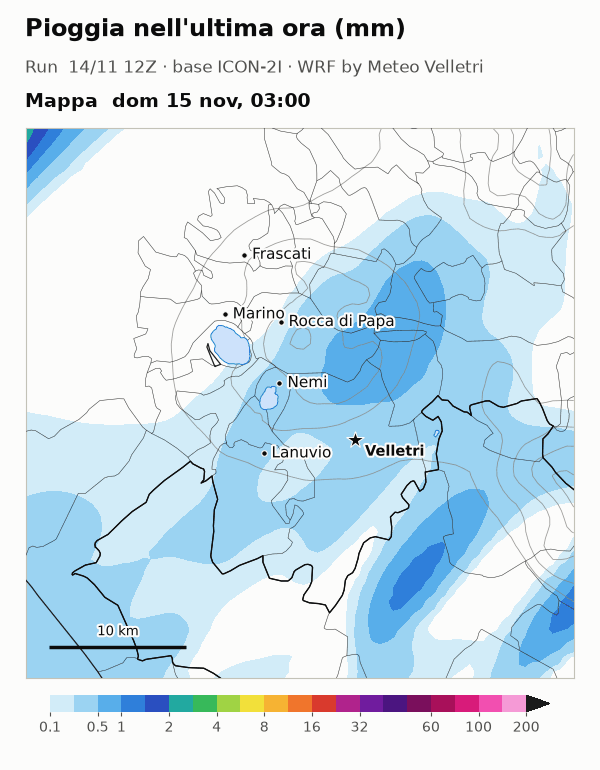 Pioggia nell'ultima ora (mm)
Run  14/11 12Z · base ICON-2I · WRF by Meteo Velletri
Mappa  dom 15 nov, 03:00
Frascati
Marino
Rocca di Papa
Nemi
Velletri
Lanuvio
10 km
0.1 0.5 1 2 4 8 16 32 60 100 200